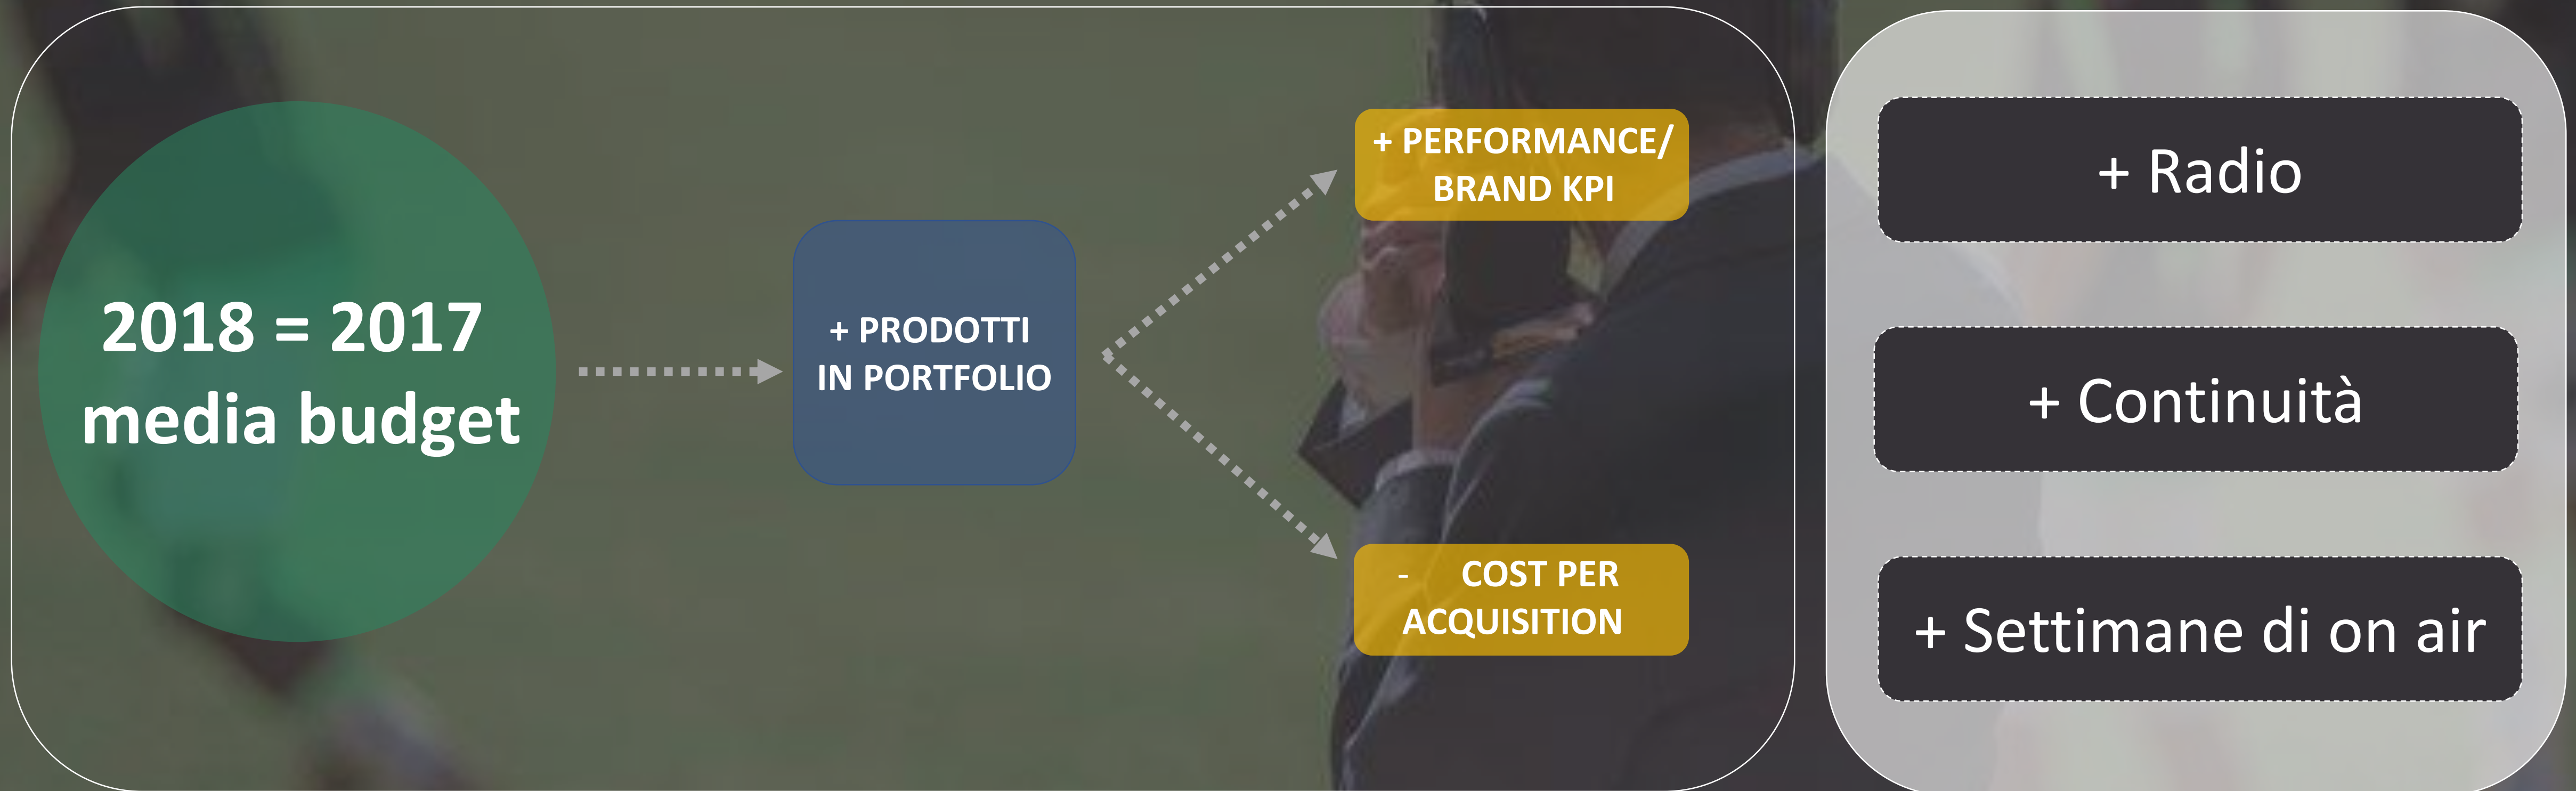 2018 = 2017
media budget
+ PRODOTTI
IN PORTFOLIO
+ PERFORMANCE/
BRAND KPI
- COST PER
ACQUISITION
+ Radio
+ Continuità
+ Settimane di on air